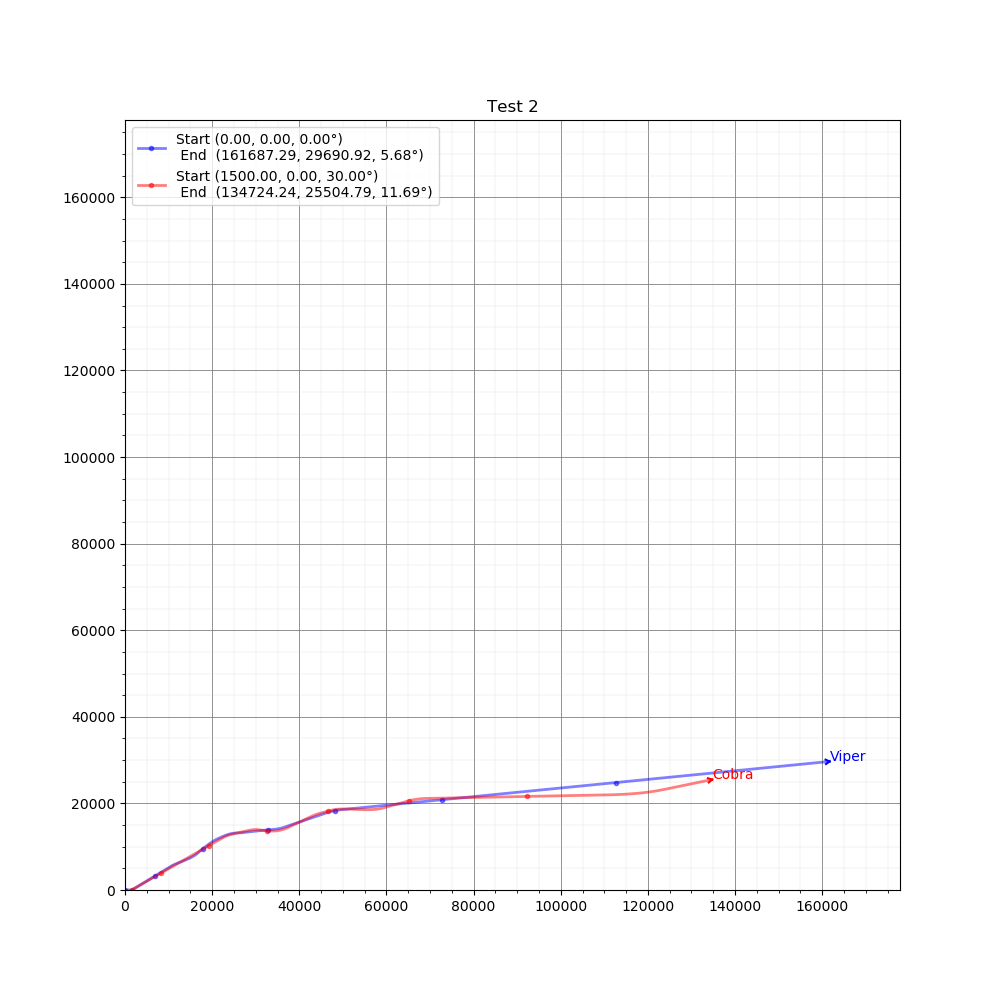 Test 2
Start (0.00, 0.00, 0.00°)
End (161687.29, 29690.92, 5.68°)
Start (1500.00, 0.00, 30.00°)
End (134724.24, 25504.79, 11.69°)
160000
140000
120000
100000
80000
60000
40000
20000
0
Viper
Cobra
0 20000 40000 60000 80000 100000 120000 140000 160000